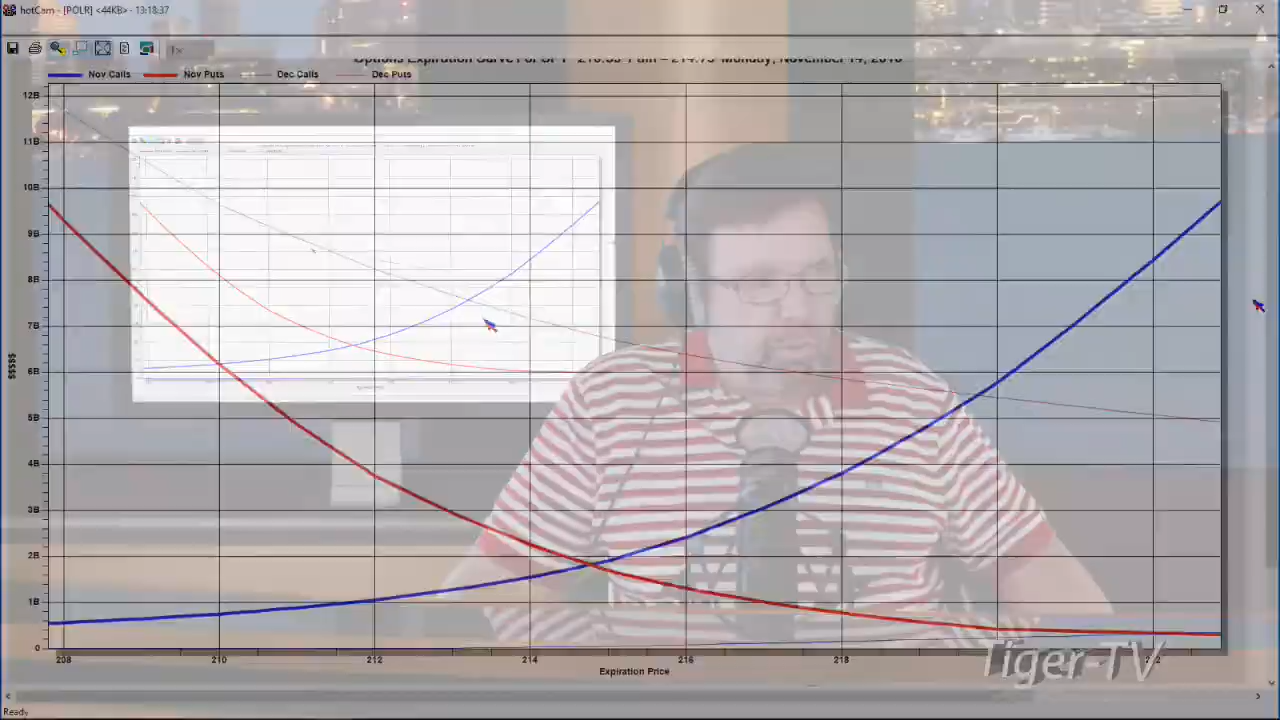 hotCam - [POLR] <44KB> - 13:18:37
Nov Calls Nov Puts Dec Calls Dec Puts
12B
11B
10B
9B
8B
7B
6B
5B
4B
3B
2B
1B
0
$$$$$
208 210 212 214 216 218
Expiration Price
Tiger-TV
Ready